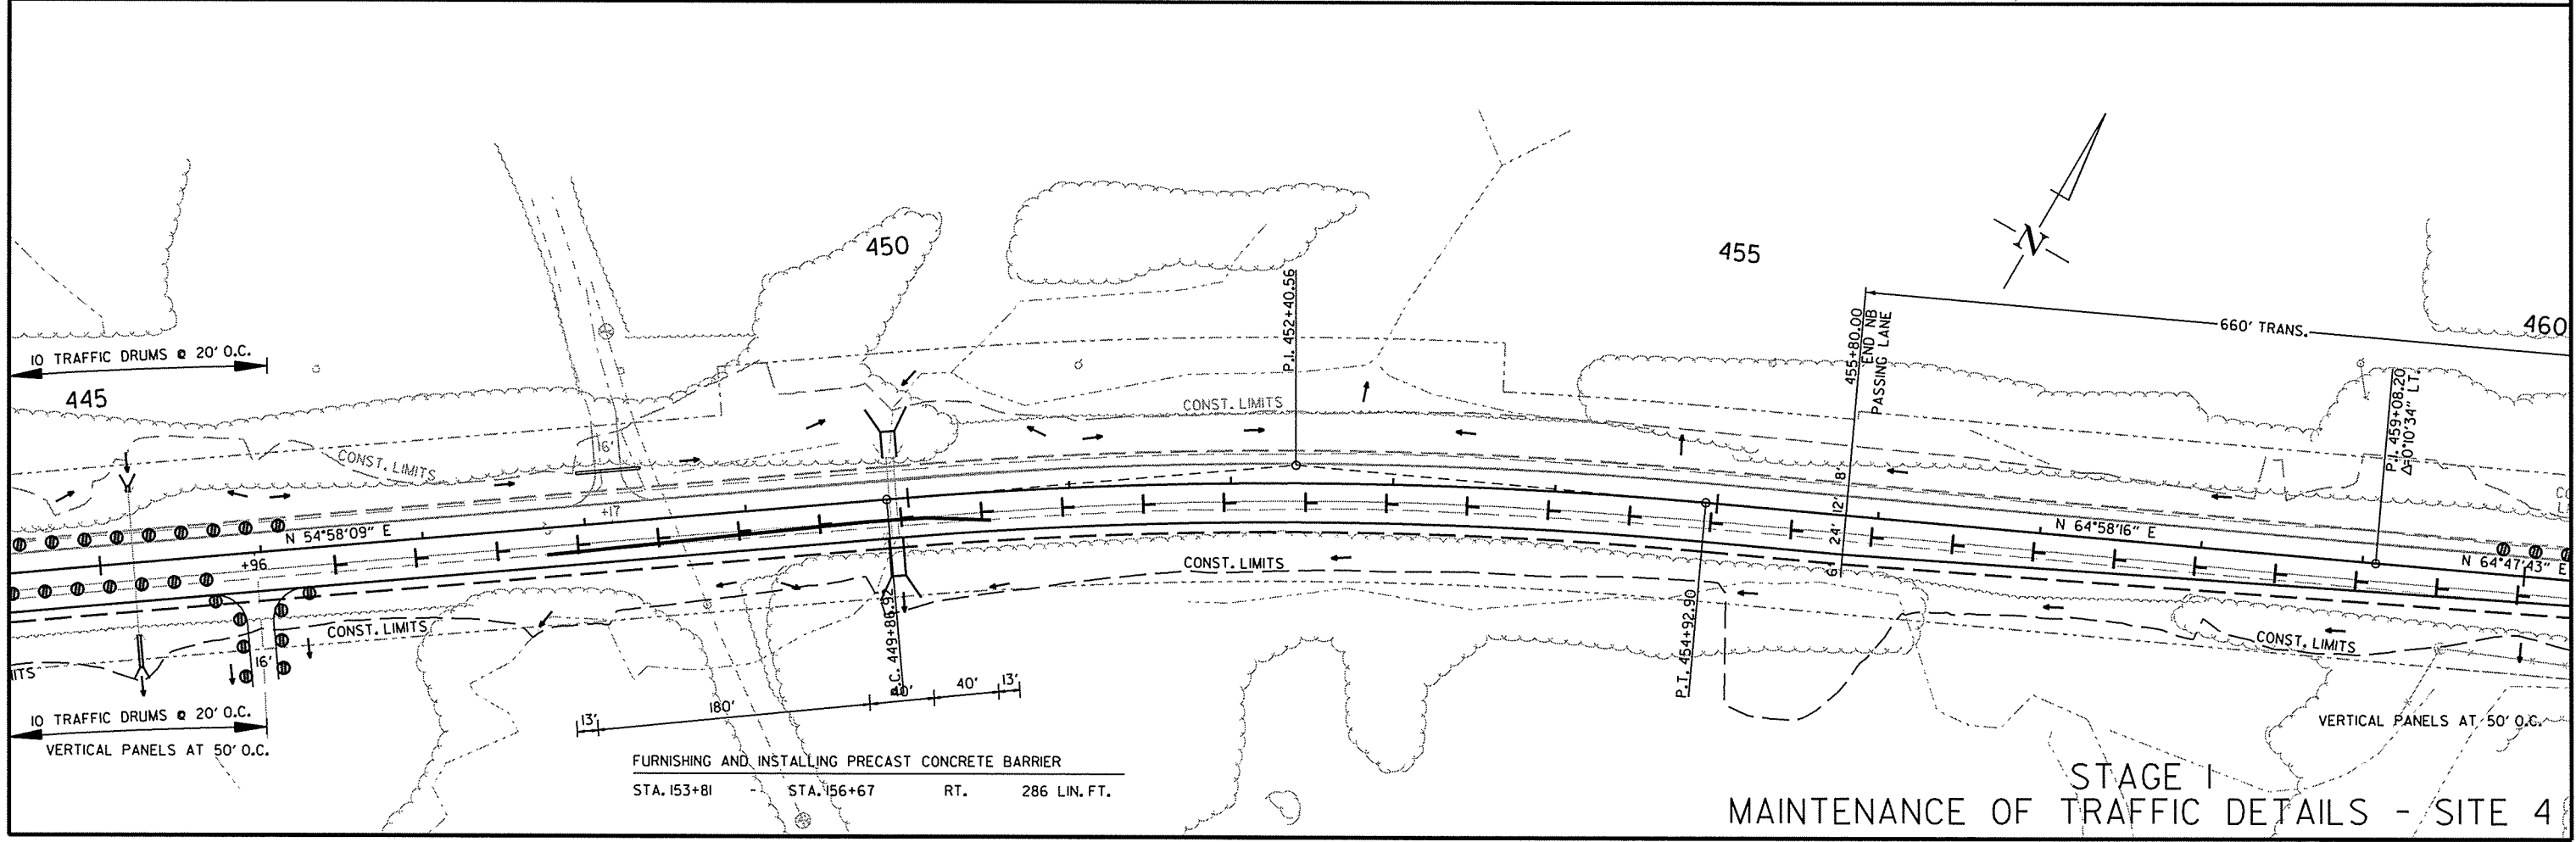 450
455
460
N
P.I. 452+40.56
455+80.00
END NB
PASSING LANE
660' TRANS.
10 TRAFFIC DRUMS @ 20' O.C.
445
P.I. 459+08.20
Δ=0°10'34" LT.
CONST. LIMITS
16'
CONST. LIMITS
8'
12'
24'
6'
+17
N 54°58'09" E
+96
N 64°58'16" E
N 64°47'43" E
CONST. LIMITS
CONST. LIMITS
CONST. LIMITS
16'
P.C. 449+86.92
P.T. 454+92.90
13'
180'
40'
40'
13'
10 TRAFFIC DRUMS @ 20' O.C.
VERTICAL PANELS AT 50' O.C.
VERTICAL PANELS AT 50' O.C.
FURNISHING AND INSTALLING PRECAST CONCRETE BARRIER
STA. 153+81 - STA. 156+67 RT. 286 LIN. FT.
STAGE 1
MAINTENANCE OF TRAFFIC DETAILS - SITE 4